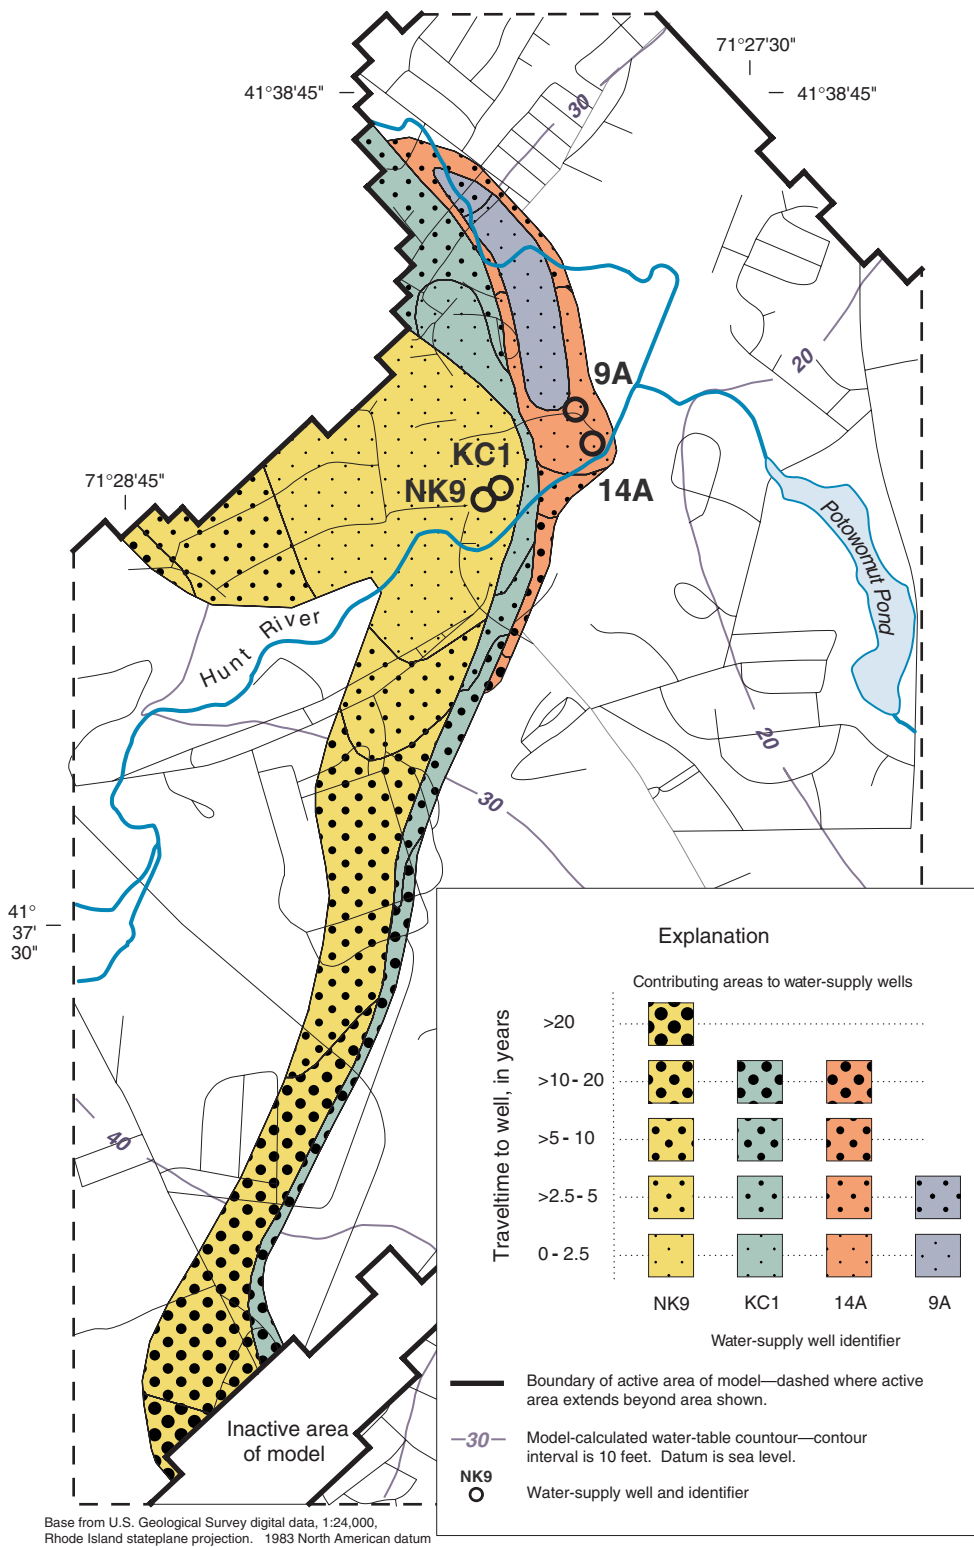 71°27'30"
41°38'45"
41°38'45"
30
20
9A
KC1
NK9
14A
71°28'45"
Potowomut Pond
Hunt River
20
30
41°
37'
30"
40
Explanation
Contributing areas to water-supply wells
Traveltime to well, in years
>20
>10 - 20
>5 - 10
>2.5 - 5
0 - 2.5
NK9 KC1 14A 9A
Water-supply well identifier
Boundary of active area of model—dashed where active
area extends beyond area shown.
30
Model-calculated water-table countour—contour
interval is 10 feet. Datum is sea level.
NK9
Water-supply well and identifier
Inactive area
of model
Base from U.S. Geological Survey digital data, 1:24,000,
Rhode Island stateplane projection. 1983 North American datum